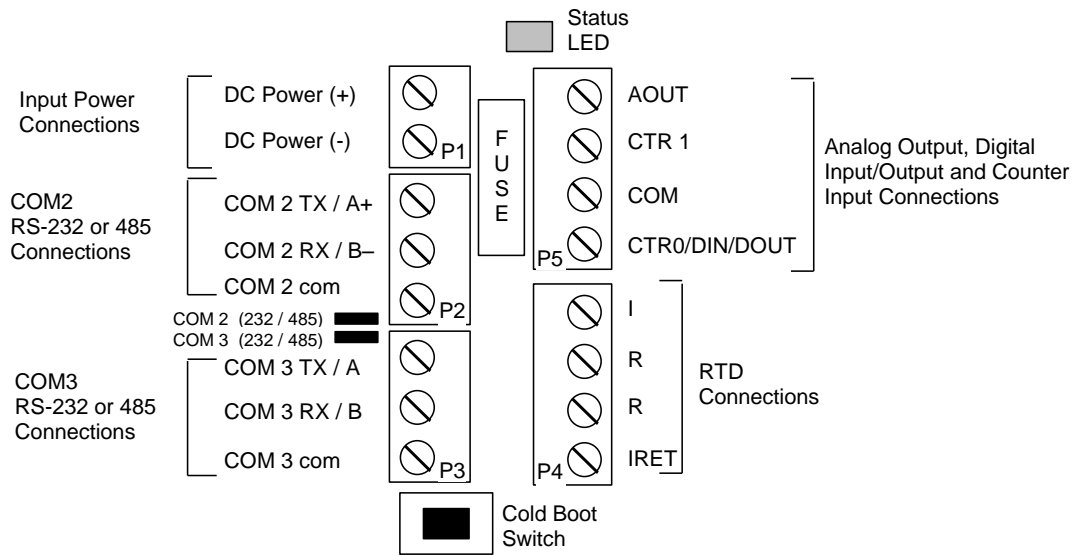 Status
LED
Input Power
Connections
DC Power (+)
DC Power (-)
P1
COM2
RS-232 or 485
Connections
COM 2 TX / A+
COM 2 RX / B–
COM 2 com
P2
COM 2 (232 / 485)
COM 3 (232 / 485)
COM3
RS-232 or 485
Connections
COM 3 TX / A
COM 3 RX / B
COM 3 com
P3
F
U
S
E
AOUT
CTR 1
COM
CTR0/DIN/DOUT
P5
Analog Output, Digital
Input/Output and Counter
Input Connections
I
R
R
IRET
P4
RTD
Connections
Cold Boot
Switch